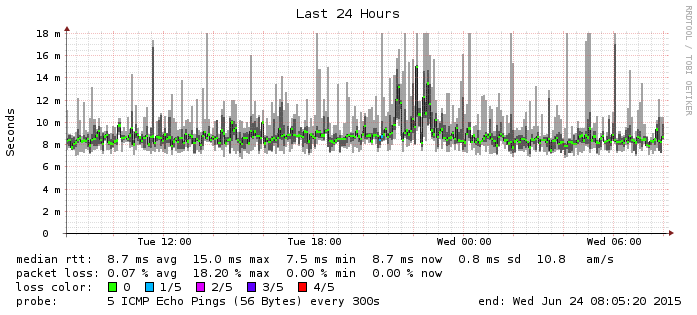 Last 24 Hours
RRDTOOL / TOBI OETIKER
Seconds
18 m
16 m
14 m
12 m
10 m
8 m
6 m
4 m
2 m
0
Tue 12:00 Tue 18:00 Wed 00:00 Wed 06:00
median rtt: 8.7 ms avg 15.0 ms max 7.5 ms min 8.7 ms now 0.8 ms sd 10.8 am/s
packet loss: 0.07 % avg 18.20 % max 0.00 % min 0.00 % now
loss color: 0 1/5 2/5 3/5 4/5
probe: 5 ICMP Echo Pings (56 Bytes) every 300s end: Wed Jun 24 08:05:20 2015